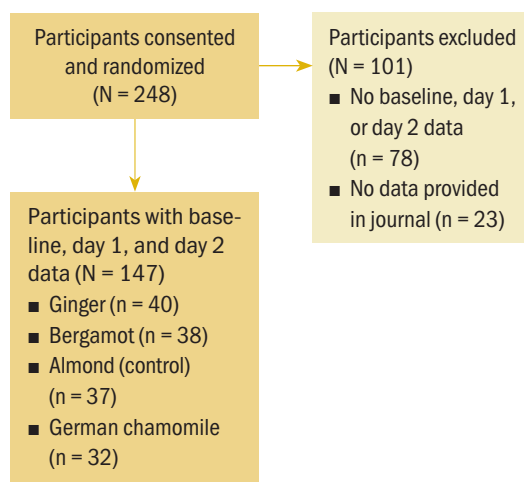 Participants consented
and randomized
(N = 248)
Participants excluded
(N = 101)
■ No baseline, day 1,
or day 2 data
(n = 78)
■ No data provided
in journal (n = 23)
Participants with base-
line, day 1, and day 2
data (N = 147)
■ Ginger (n = 40)
■ Bergamot (n = 38)
■ Almond (control)
(n = 37)
■ German chamomile
(n = 32)